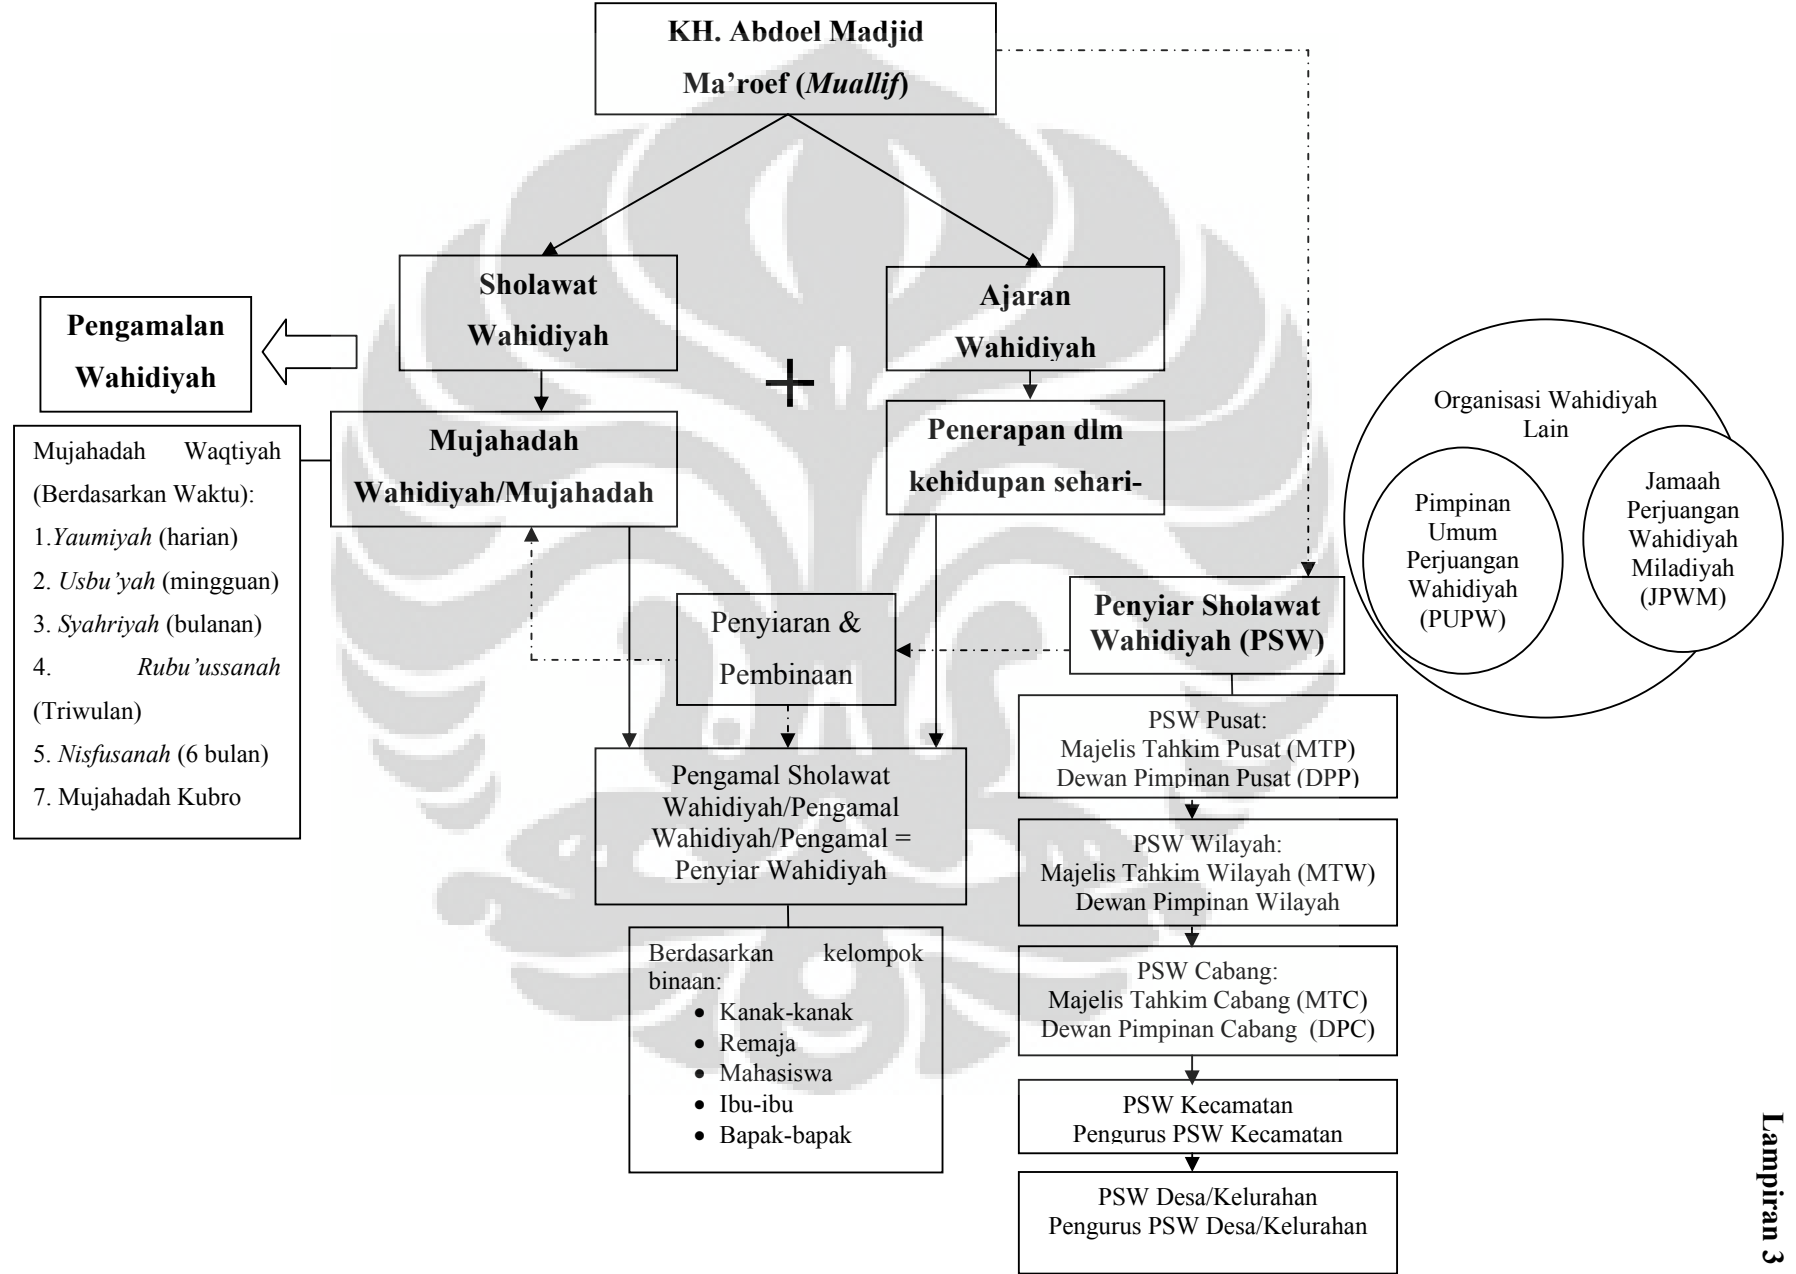 KH. Abdoel Madjid
Ma'roef (Muallif)
Sholawat
Wahidiyah
Ajaran
Wahidiyah
Pengamalan
Wahidiyah
+
Mujahadah
Wahidiyah/Mujahadah
Penerapan dlm
kehidupan sehari-
Mujahadah Waqtiyah
(Berdasarkan Waktu):
1.Yaumiyah (harian)
2. Usbu'yah (mingguan)
3. Syahriyah (bulanan)
4. Rubu'ussanah
(Triwulan)
5. Nisfusanah (6 bulan)
7. Mujahadah Kubro
Organisasi Wahidiyah
Lain
Pimpinan
Umum
Perjuangan
Wahidiyah
(PUPW)
Jamaah
Perjuangan
Wahidiyah
Miladiyah
(JPWM)
Penyiaran &
Pembinaan
Penyiar Sholawat
Wahidiyah (PSW)
Pengamal Sholawat
Wahidiyah/Pengamal
Wahidiyah/Pengamal =
Penyiar Wahidiyah
Berdasarkan kelompok
binaan:
• Kanak-kanak
• Remaja
• Mahasiswa
• Ibu-ibu
• Bapak-bapak
PSW Pusat:
Majelis Tahkim Pusat (MTP)
Dewan Pimpinan Pusat (DPP)
PSW Wilayah:
Majelis Tahkim Wilayah (MTW)
Dewan Pimpinan Wilayah
PSW Cabang:
Majelis Tahkim Cabang (MTC)
Dewan Pimpinan Cabang (DPC)
PSW Kecamatan
Pengurus PSW Kecamatan
PSW Desa/Kelurahan
Pengurus PSW Desa/Kelurahan
Lampiran 3